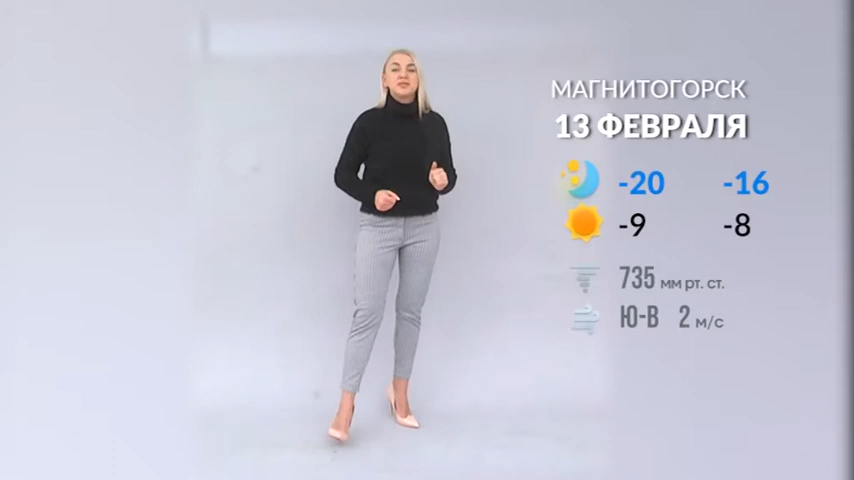 МАГНИТОГОРСК
13 ФЕВРАЛЯ
-20 -16
-9 -8
735 мм рт. ст.
Ю-В 2 м/с